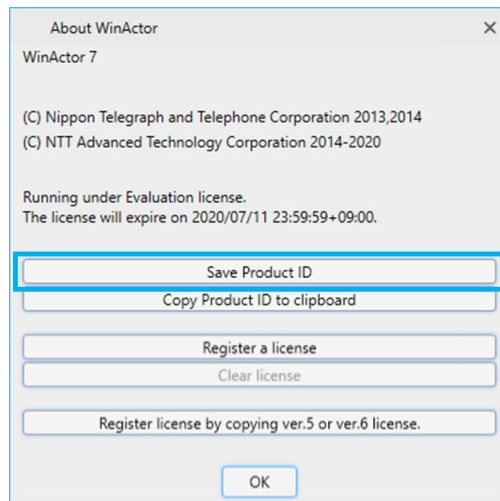 About WinActor
WinActor 7
(C) Nippon Telegraph and Telephone Corporation 2013,2014
(C) NTT Advanced Technology Corporation 2014-2020
Running under Evaluation license.
The license will expire on 2020/07/11 23:59:59+09:00.
Save Product ID
Copy Product ID to clipboard
Register a license
Clear license
Register license by copying ver.5 or ver.6 license.
OK